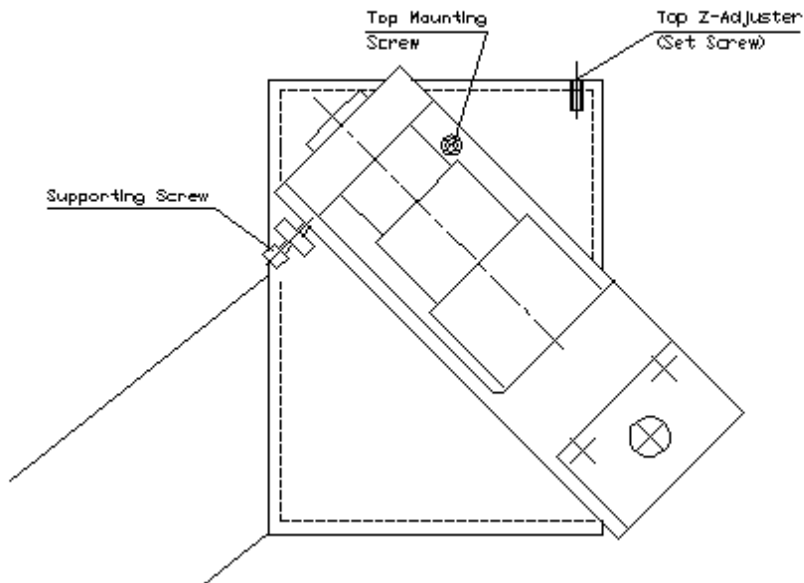 Top Mounting
Screw
Top Z-Adjuster
(Set Screw)
Supporting Screw